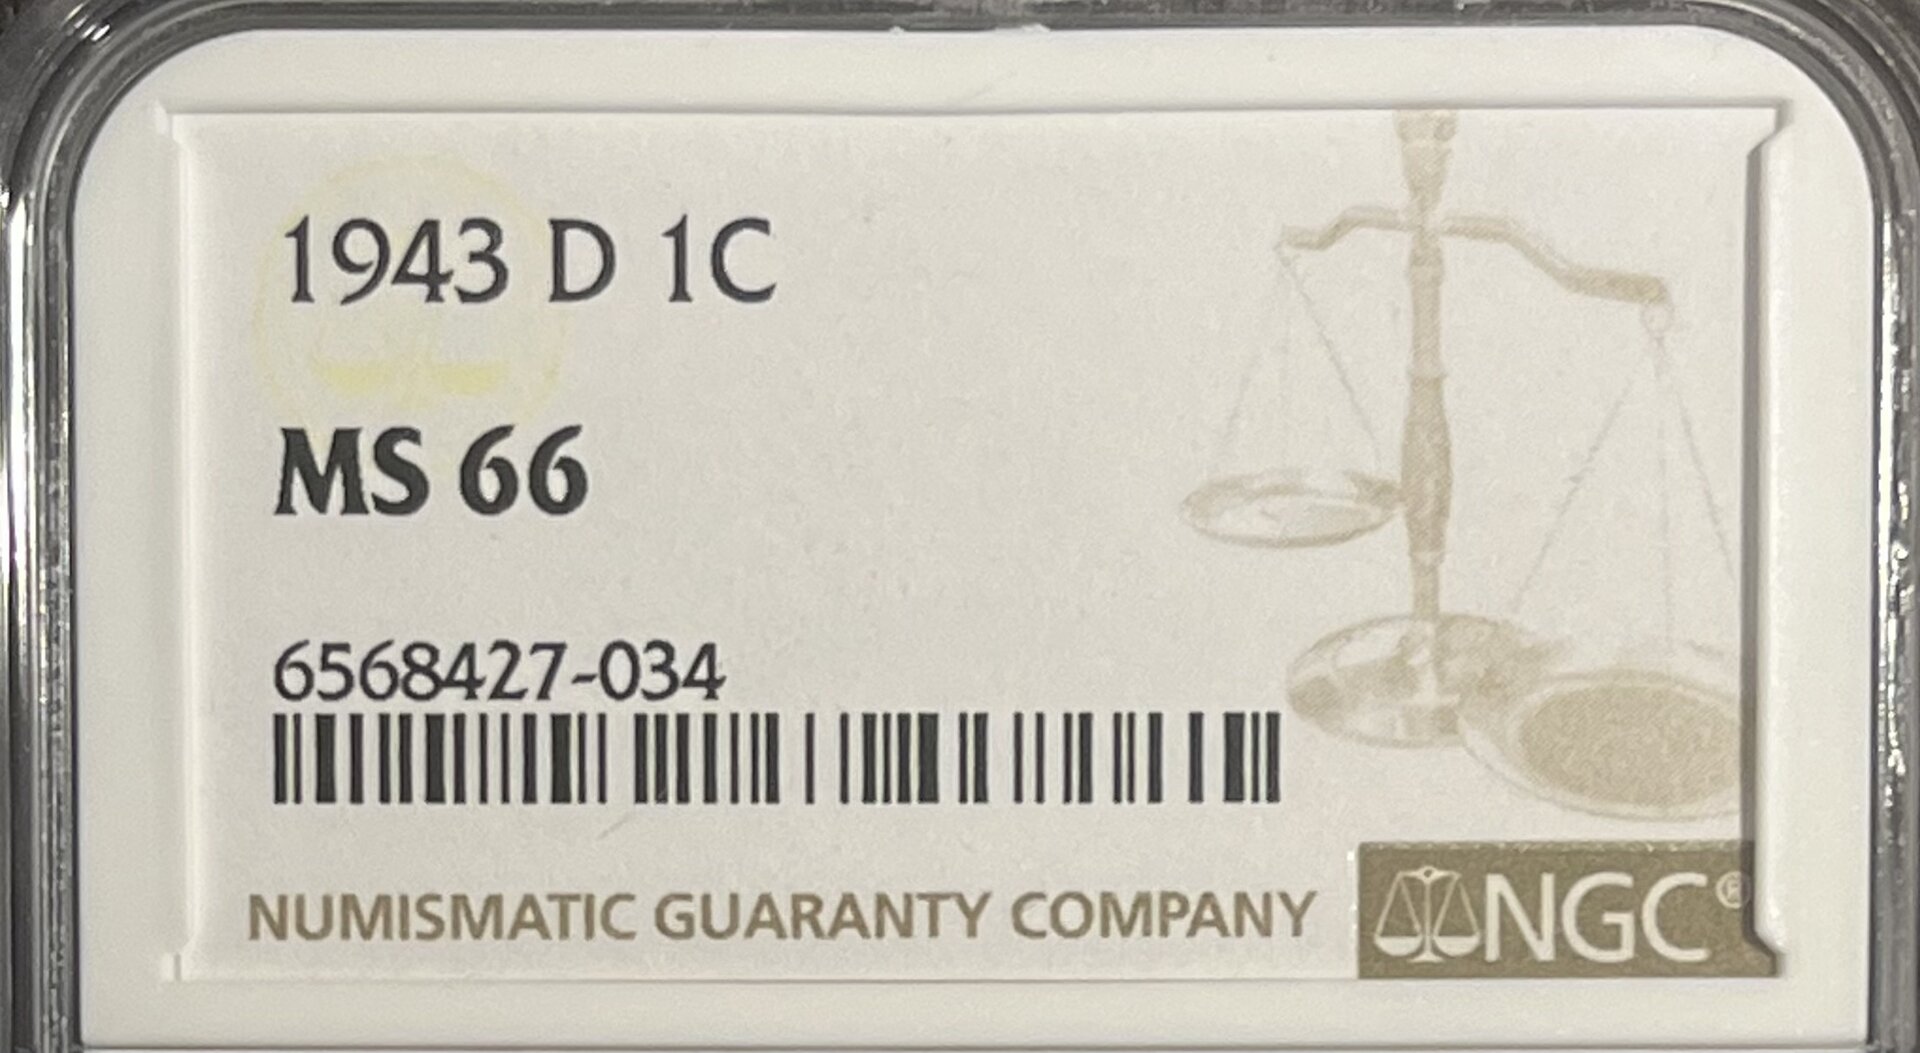 1943 D 1C
MS 66
6568427-034
NUMISMATIC GUARANTY COMPANY
NGC®